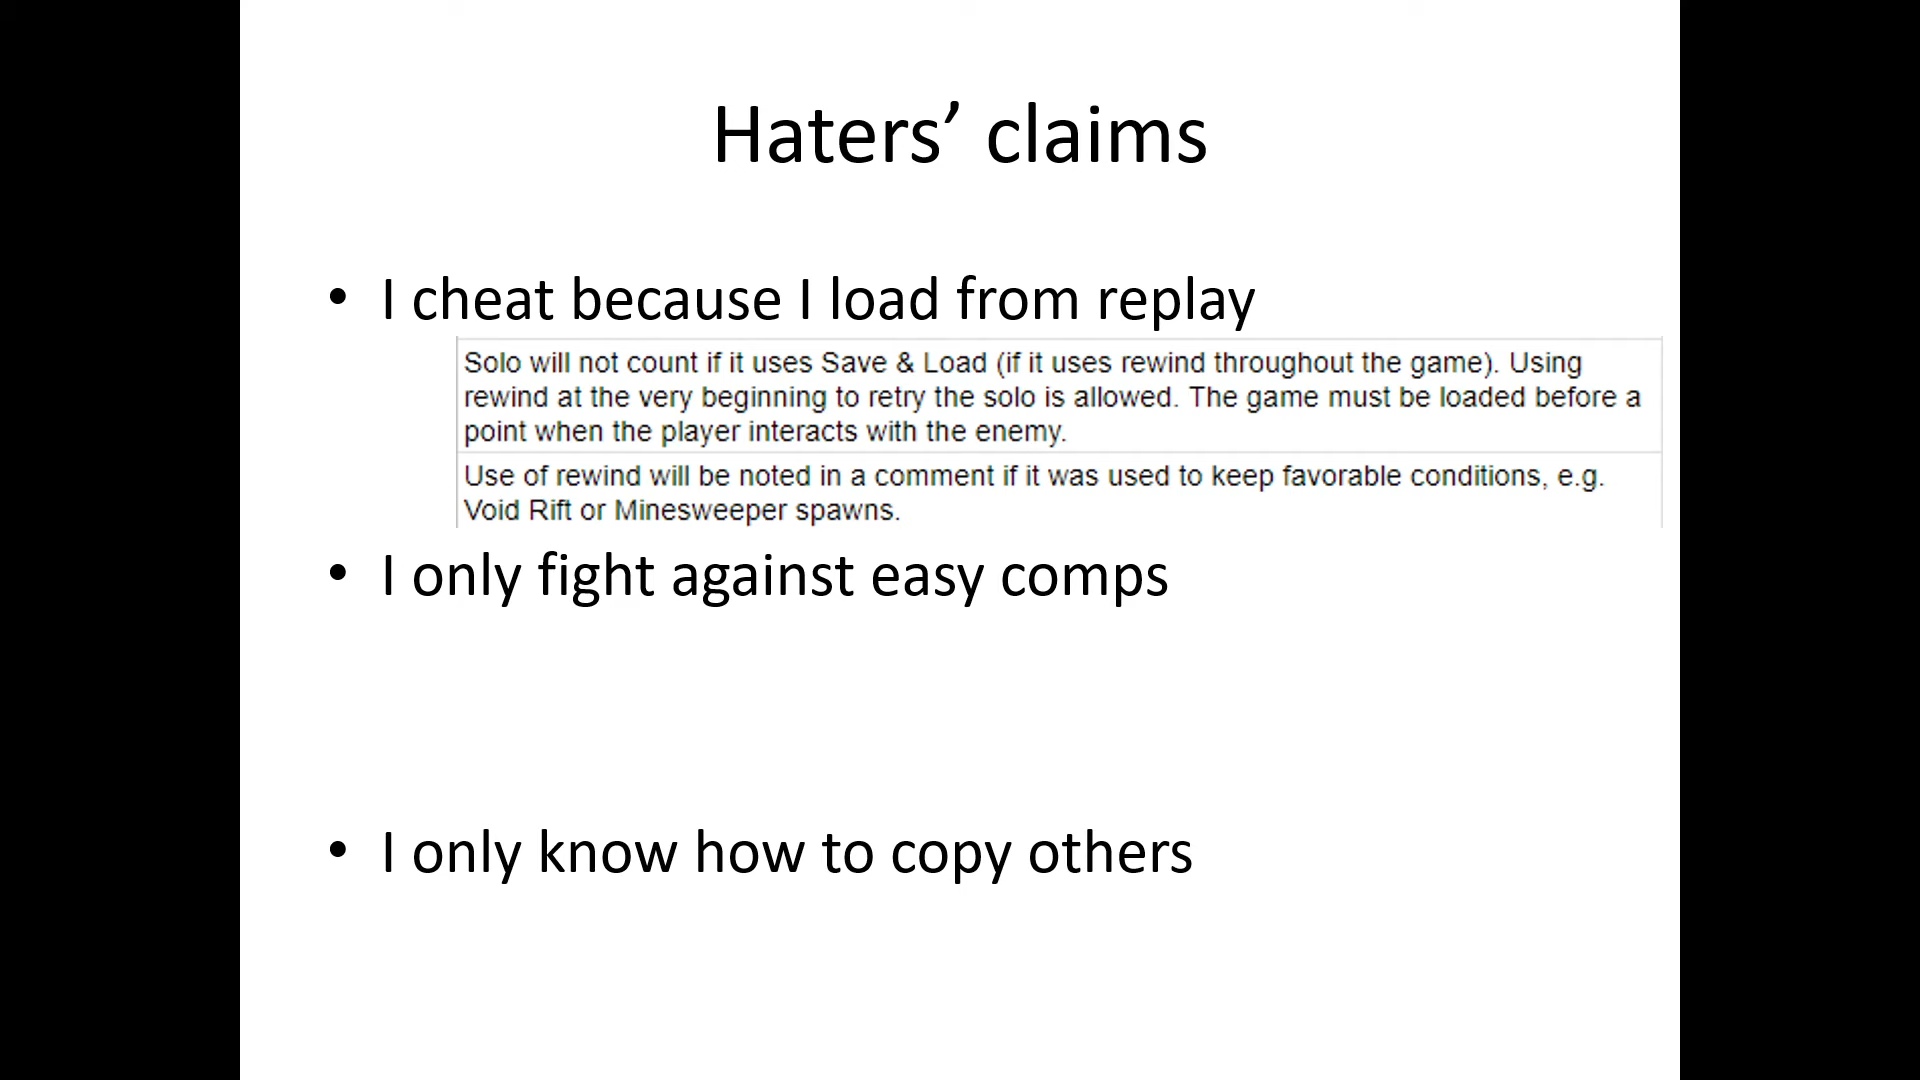 Haters’ claims
• I cheat because I load from replay
Solo will not count if it uses Save & Load (if it uses rewind throughout the game). Using
rewind at the very beginning to retry the solo is allowed. The game must be loaded before a
point when the player interacts with the enemy.
Use of rewind will be noted in a comment if it was used to keep favorable conditions, e.g.
Void Rift or Minesweeper spawns.
• I only fight against easy comps
• I only know how to copy others